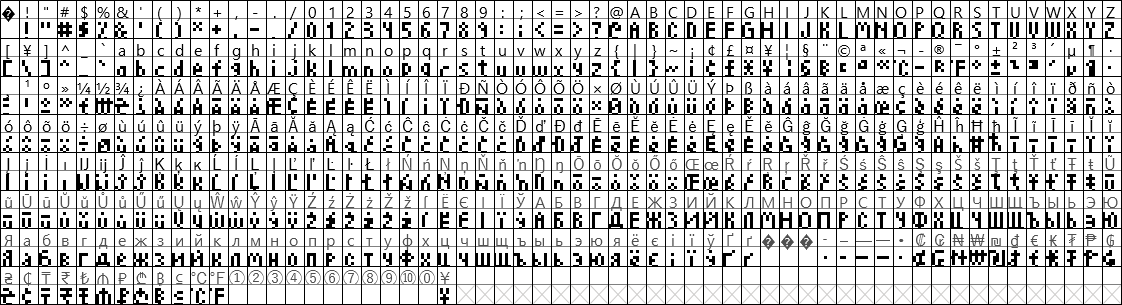 � ! " # $ % & ' ( ) * + , - . / 0 1 2 3 4 5 6 7 8 9 : ; < = > ? @ A B C D E F G H I J K L M N O P Q R S T U V W X Y Z
[ ¥ ] ^ _ ` a b c d e f g h i j k l m n o p q r s t u v w x y z { | } ~ ¡ ¢ £ ¤ ¥ ¦ § ¨ © ª « ¬ - ® ¯ ° ± ² ³ ´ µ ¶ ·
¸ ¹ º » ¼ ½ ¾ ¿ À Á Â Ã Ä Å Æ Ç È É Ê Ë Ì Í Î Ï Ð Ñ Ò Ó Ô Õ Ö × Ø Ù Ú Û Ü Ý Þ ß à á â ã ä å æ ç è é ê ë ì í î ï ð ñ ò
ó ô õ ö ÷ ø ù ú û ü ý þ ÿ Ā ā Ă ă Ą ą Ć ć Ĉ ĉ Ċ ċ Č č Ď ď Đ đ Ē ē Ĕ ĕ Ė ė Ę ę Ě ě Ĝ ĝ Ğ ğ Ġ ġ Ģ ģ Ĥ ĥ Ħ ħ Ĩ ĩ Ī ī Ĭ ĭ
Į į İ ı Ĳ ĳ Ĵ ĵ Ķ ķ ĸ Ĺ ĺ Ļ ļ Ľ ľ Ŀ ŀ Ł ł Ń ń Ņ ņ Ň ň ŉ Ŋ ŋ Ō ō Ŏ ŏ Ő ő Œ œ Ŕ ŕ Ŗ ŗ Ř ř Ś ś Ŝ ŝ Ş ş Š š Ţ ţ Ť ť Ŧ ŧ Ũ
ũ Ū ū Ŭ ŭ Ů ů Ű ű Ų ų Ŵ ŵ Ŷ ŷ Ÿ Ź ź Ż ż Ž ž ſ Ё Є І Ї Ў А Б В Г Д Е Ж З И Й К Л М Н О П Р С Т У Ф Х Ц Ч Ш Щ Ъ Ы Ь Э Ю
Я а б в г д е ж з и й к л м н о п р с т у ф х ц ч ш щ ъ ы ь э ю я ё є і ї ў Ґ ґ � � � ‐ – — ― • ₵ ₢ ₦ ₩ ₪ ₫ € ₭ ₮ ₱ ₲
₴ ₵ ₸ ₹ ₺ ₼ ₽ ₾ ₿ ⃀ ℃ ℉ ① ② ③ ④ ⑤ ⑥ ⑦ ⑧ ⑨ ⑩ ⓪ ¥